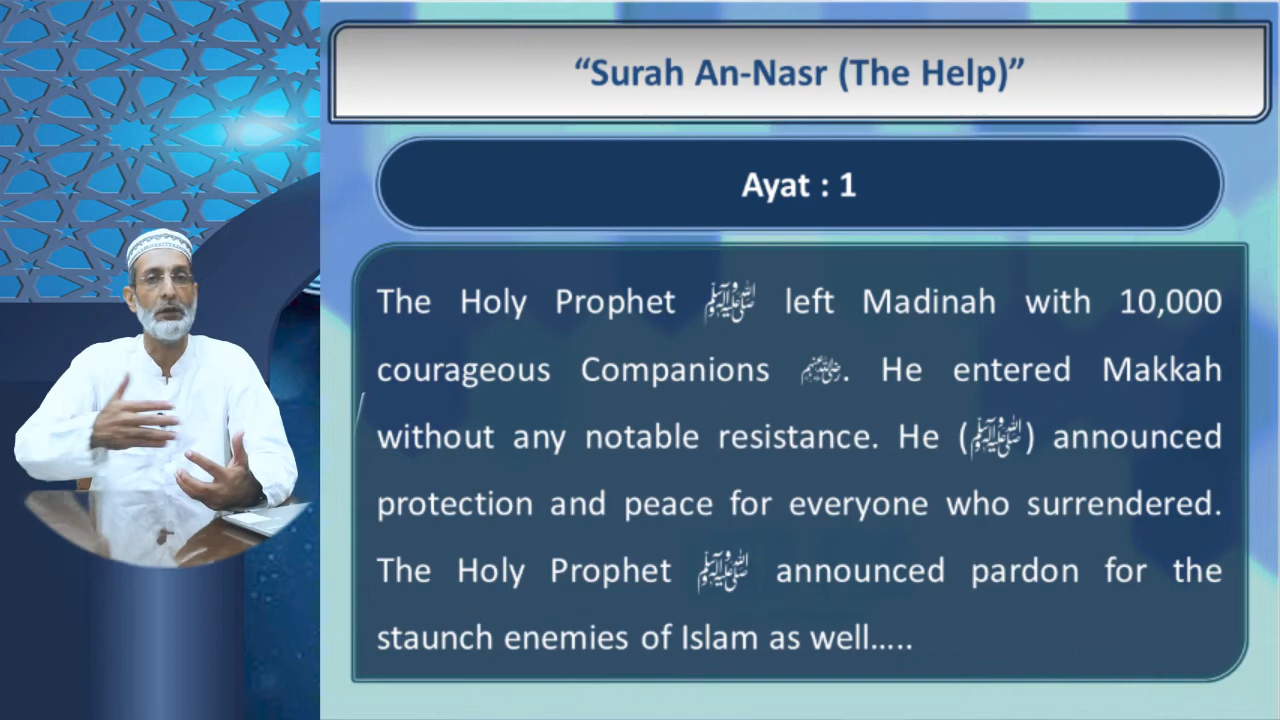 “Surah An-Nasr (The Help)”
Ayat : 1
The Holy Prophet ﷺ left Madinah with 10,000
courageous Companions رضی اللہ عنہم. He entered Makkah
without any notable resistance. He (ﷺ) announced
protection and peace for everyone who surrendered.
The Holy Prophet ﷺ announced pardon for the
staunch enemies of Islam as well…..